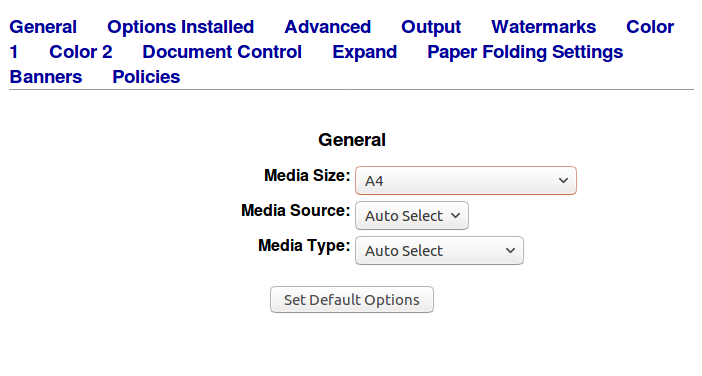 General Options Installed Advanced Output Watermarks Color
1 Color 2 Document Control Expand Paper Folding Settings
Banners Policies
General
Media Size: A4
Media Source: Auto Select
Media Type: Auto Select
Set Default Options